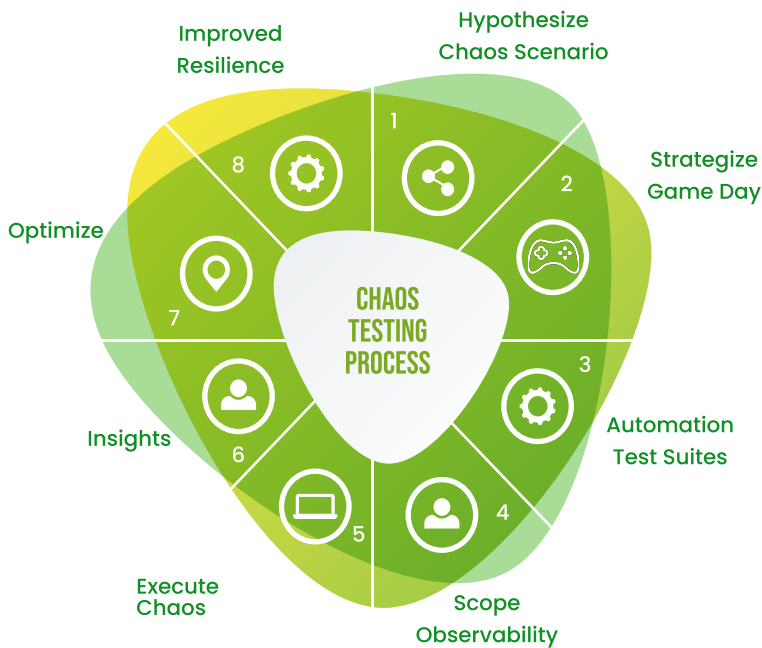 Hypothesize
Chaos Scenario
1
Strategize
Game Day
2
3
Automation
Test Suites
4
Scope
Observability
5
Execute
Chaos
6
Insights
7
Optimize
8
Improved
Resilience
CHAOS
TESTING
PROCESS